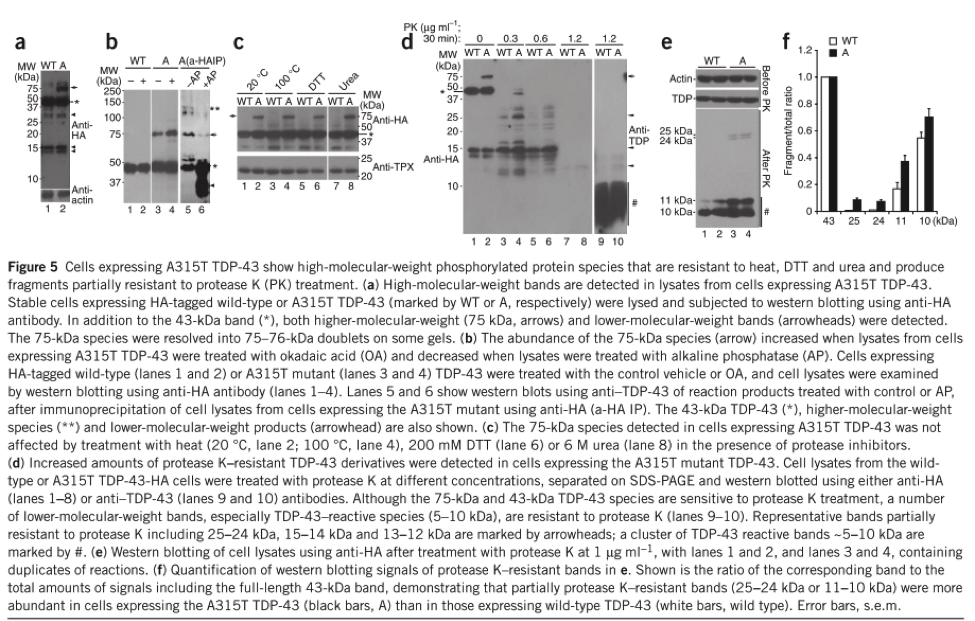 a
b
c
d
e
f
WT A
MW
(kDa)
75
50
37
25
15
10
*
Anti-
HA
Anti-
actin
1 2
WT A A(a-HAIP)
MW
(kDa)
– + – + –AP +AP
250
150
100
75
50
37
**
*
1 2 3 4 5 6
20 °C 100 °C DTT Urea
WT A WT A WT A WT A
MW
(kDa)
75
50
37
25
20
Anti-HA
*
Anti-TPX
1 2 3 4 5 6 7 8
PK (μg ml–1;
30 min):
0 0.3 0.6 1.2 1.2
MW
(kDa)
WT A WT A WT A WT A WT A
75
50
37
25
15
10
*
Anti-HA
Anti-
TDP
#
1 2 3 4 5 6 7 8 9 10
WT A
Actin
TDP
25 kDa
24 kDa
11 kDa
10 kDa
Before PK
After PK
#
1 2 3 4
WT
A
Fragment/total ratio
1.2
1.0
0.8
0.6
0.4
0.2
0
43 25 24 11 10 (kDa)
Figure 5 Cells expressing A315T TDP-43 show high-molecular-weight phosphorylated protein species that are resistant to heat, DTT and urea and produce
fragments partially resistant to protease K (PK) treatment. (a) High-molecular-weight bands are detected in lysates from cells expressing A315T TDP-43.
Stable cells expressing HA-tagged wild-type or A315T TDP-43 (marked by WT or A, respectively) were lysed and subjected to western blotting using anti-HA
antibody. In addition to the 43-kDa band (*), both higher-molecular-weight (75 kDa, arrows) and lower-molecular-weight bands (arrowheads) were detected.
The 75-kDa species were resolved into 75–76-kDa doublets on some gels. (b) The abundance of the 75-kDa species (arrow) increased when lysates from cells
expressing A315T TDP-43 were treated with okadaic acid (OA) and decreased when lysates were treated with alkaline phosphatase (AP). Cells expressing
HA-tagged wild-type (lanes 1 and 2) or A315T mutant (lanes 3 and 4) TDP-43 were treated with the control vehicle or OA, and cell lysates were examined
by western blotting using anti-HA antibody (lanes 1–4). Lanes 5 and 6 show western blots using anti–TDP-43 of reaction products treated with control or AP,
after immunoprecipitation of cell lysates from cells expressing the A315T mutant using anti-HA (a-HA IP). The 43-kDa TDP-43 (*), higher-molecular-weight
species (**) and lower-molecular-weight products (arrowhead) are also shown. (c) The 75-kDa species detected in cells expressing A315T TDP-43 was not
affected by treatment with heat (20 °C, lane 2; 100 °C, lane 4), 200 mM DTT (lane 6) or 6 M urea (lane 8) in the presence of protease inhibitors.
(d) Increased amounts of protease K–resistant TDP-43 derivatives were detected in cells expressing the A315T mutant TDP-43. Cell lysates from the wild-
type or A315T TDP-43-HA cells were treated with protease K at different concentrations, separated on SDS-PAGE and western blotted using either anti-HA
(lanes 1–8) or anti–TDP-43 (lanes 9 and 10) antibodies. Although the 75-kDa and 43-kDa TDP-43 species are sensitive to protease K treatment, a number
of lower-molecular-weight bands, especially TDP-43–reactive species (5–10 kDa), are resistant to protease K (lanes 9–10). Representative bands partially
resistant to protease K including 25–24 kDa, 15–14 kDa and 13–12 kDa are marked by arrowheads; a cluster of TDP-43 reactive bands ~5–10 kDa are
marked by #. (e) Western blotting of cell lysates using anti-HA after treatment with protease K at 1 μg ml–1, with lanes 1 and 2, and lanes 3 and 4, containing
duplicates of reactions. (f) Quantification of western blotting signals of protease K–resistant bands in e. Shown is the ratio of the corresponding band to the
total amounts of signals including the full-length 43-kDa band, demonstrating that partially protease K–resistant bands (25–24 kDa or 11–10 kDa) were more
abundant in cells expressing the A315T TDP-43 (black bars, A) than in those expressing wild-type TDP-43 (white bars, wild type). Error bars, s.e.m.